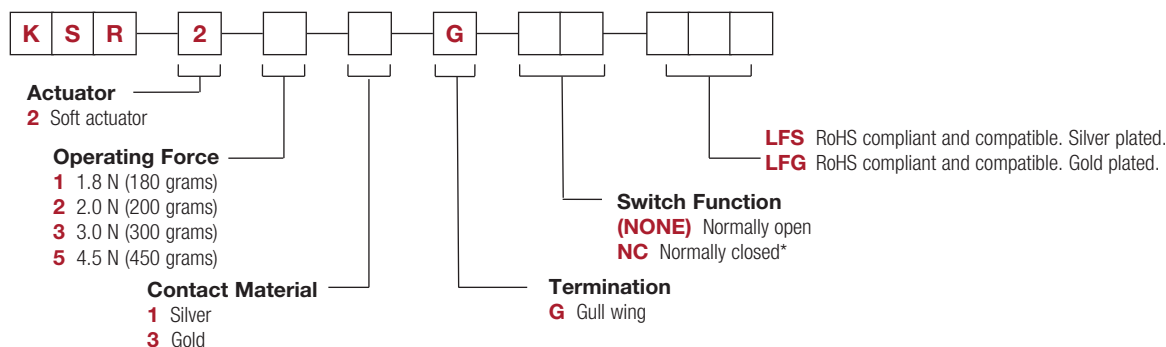 K S R 2 G
Actuator
2 Soft actuator
Operating Force
1 1.8 N (180 grams)
2 2.0 N (200 grams)
3 3.0 N (300 grams)
5 4.5 N (450 grams)
Contact Material
1 Silver
3 Gold
Termination
G Gull wing
Switch Function
(NONE) Normally open
NC Normally closed*
LFS RoHS compliant and compatible. Silver plated.
LFG RoHS compliant and compatible. Gold plated.